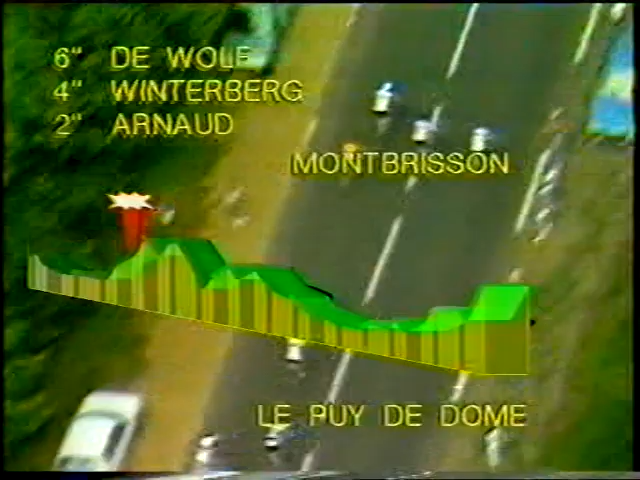 6" DE WOLF
4" WINTERBERG
2" ARNAUD
MONTBRISSON
LE PUY DE DOME